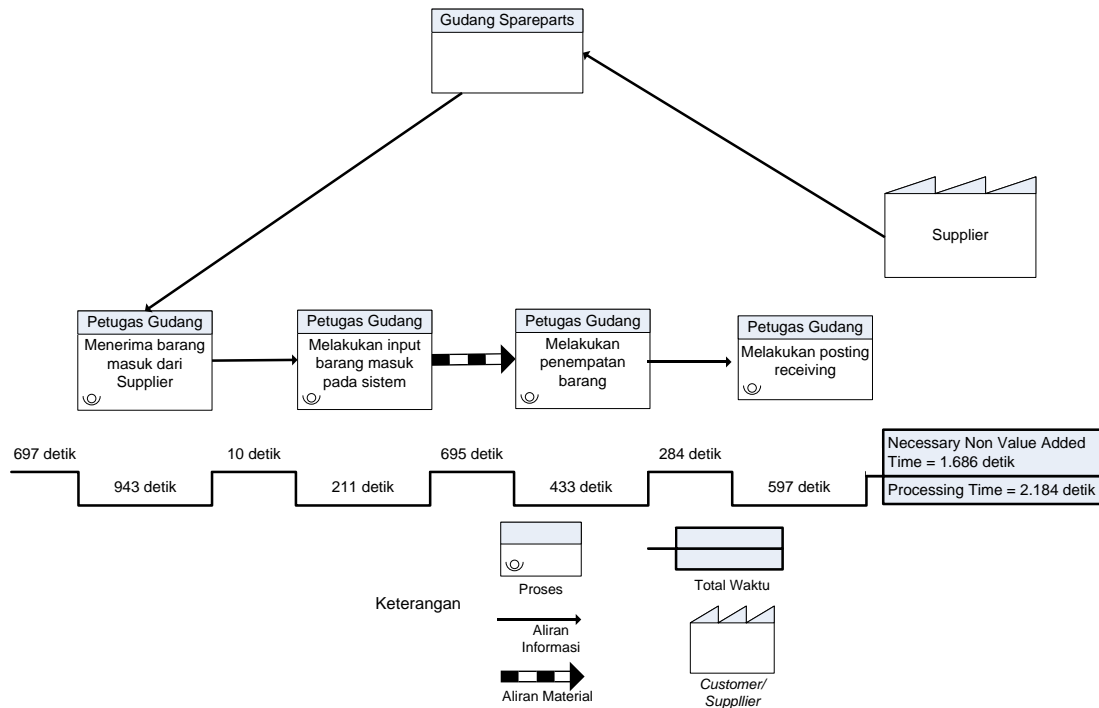 Gudang Spareparts
Supplier
Petugas Gudang
Menerima barang
masuk dari
Supplier
Petugas Gudang
Melakukan input
barang masuk
pada sistem
Petugas Gudang
Melakukan
penempatan
barang
Petugas Gudang
Melakukan posting
receiving
697 detik
943 detik
10 detik
211 detik
695 detik
433 detik
284 detik
597 detik
Necessary Non Value Added
Time = 1.686 detik
Processing Time = 2.184 detik
Keterangan
Proses
Total Waktu
Aliran
Informasi
Aliran Material
Customer/
Suppllier